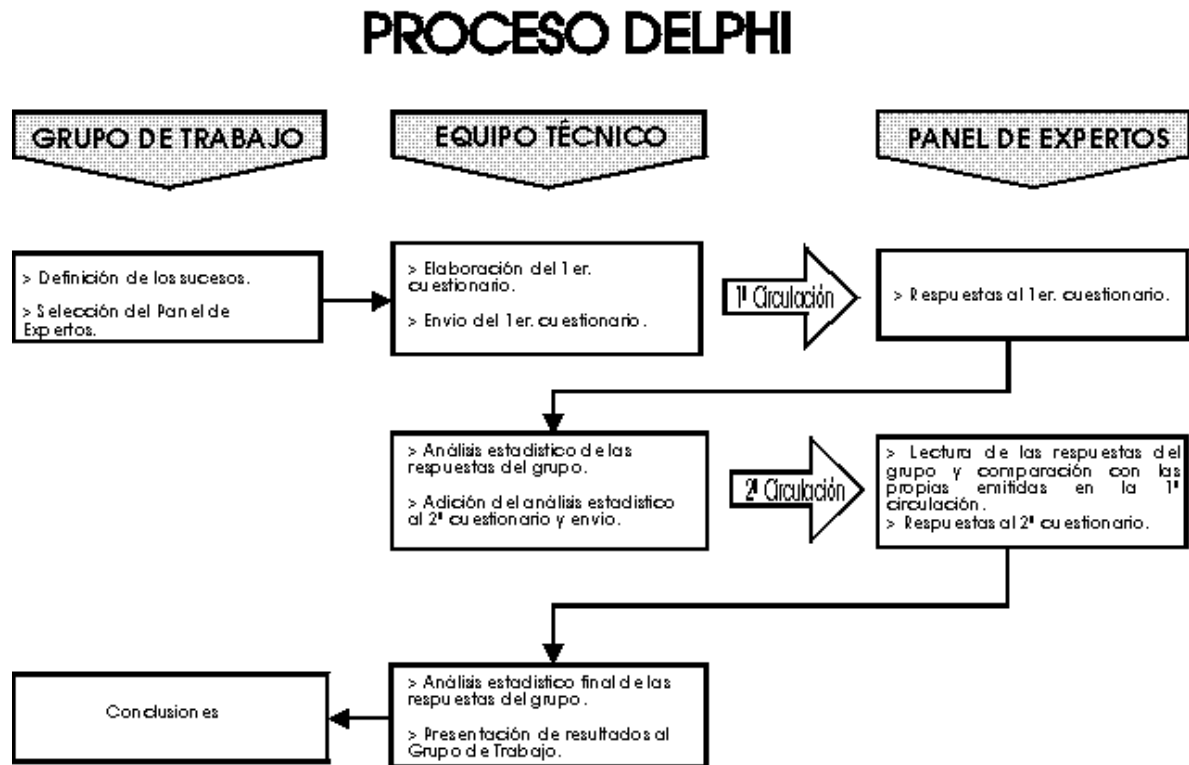 PROCESO DELPHI
GRUPO DE TRABAJO
EQUIPO TÉCNICO
PANEL DE EXPERTOS
> Definición de los sucesos.
> Selección del Panel de
Expertos.
> Elaboración del 1er.
cuestionario.
> Envio del 1er. cuestionario.
1ª Circulación
> Respuestas al 1er. cuestionario.
> Análisis estadístico de las
respuestas del grupo.
> Adición del análisis estadístico
al 2º cuestionario y envio.
2ª Circulación
> Lectura de las respuestas del
grupo y comparación con las
propias emitidas en la 1ª
circulación.
> Respuestas al 2º cuestionario.
Conclusiones
> Análisis estadístico final de las
respuestas del grupo.
> Presentación de resultados al
Grupo de Trabajo.